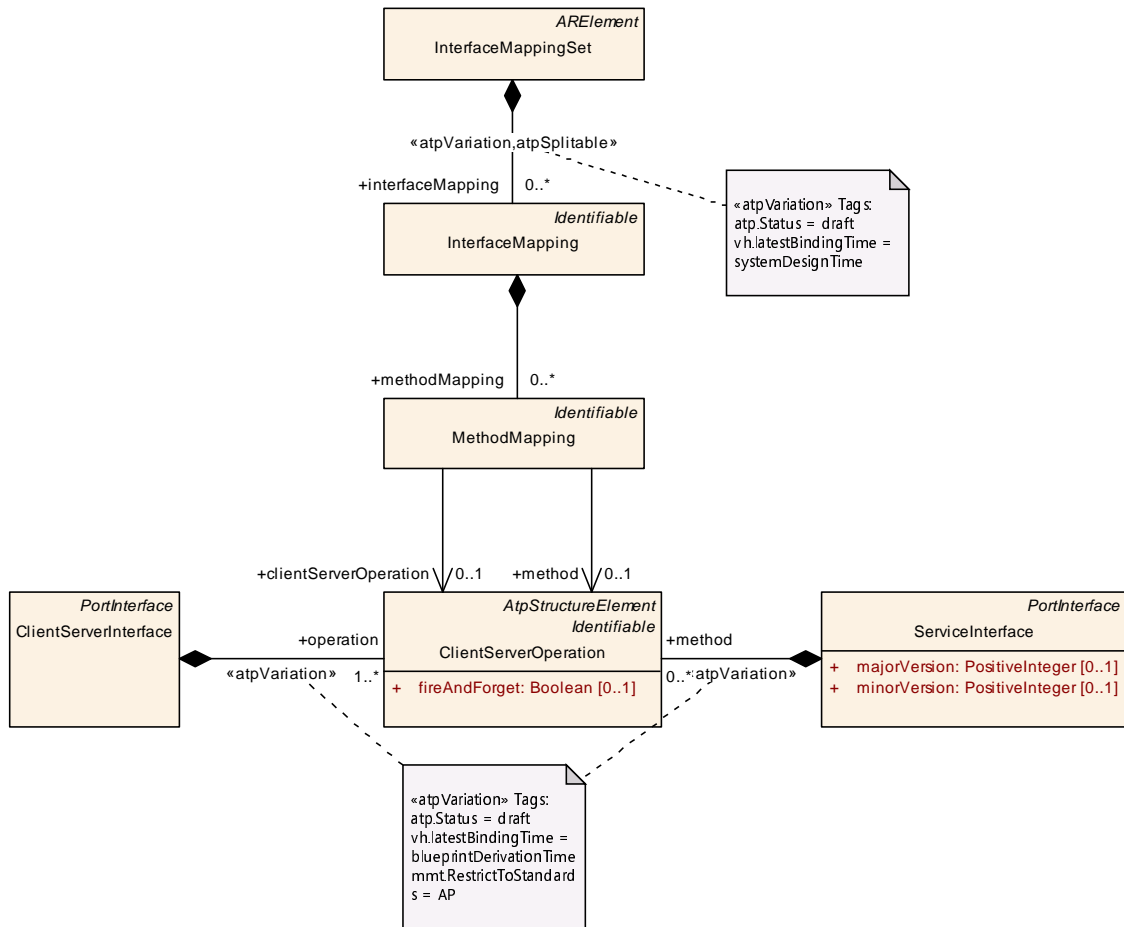 ARElement
InterfaceMappingSet
«atpVariation,atpSplitable»
+interfaceMapping 0..*
«atpVariation» Tags:
atp.Status = draft
vh.latestBindingTime =
systemDesignTime
Identifiable
InterfaceMapping
+methodMapping 0..*
Identifiable
MethodMapping
+clientServerOperation 0..1 +method 0..1
PortInterface
ClientServerInterface
+operation
«atpVariation» 1..*
AtpStructureElement
Identifiable
ClientServerOperation
+ fireAndForget: Boolean [0..1]
+method
0..* :atpVariation»
PortInterface
ServiceInterface
+ majorVersion: PositiveInteger [0..1]
+ minorVersion: PositiveInteger [0..1]
«atpVariation» Tags:
atp.Status = draft
vh.latestBindingTime =
blueprintDerivationTime
mmt.RestrictToStandard
s = AP